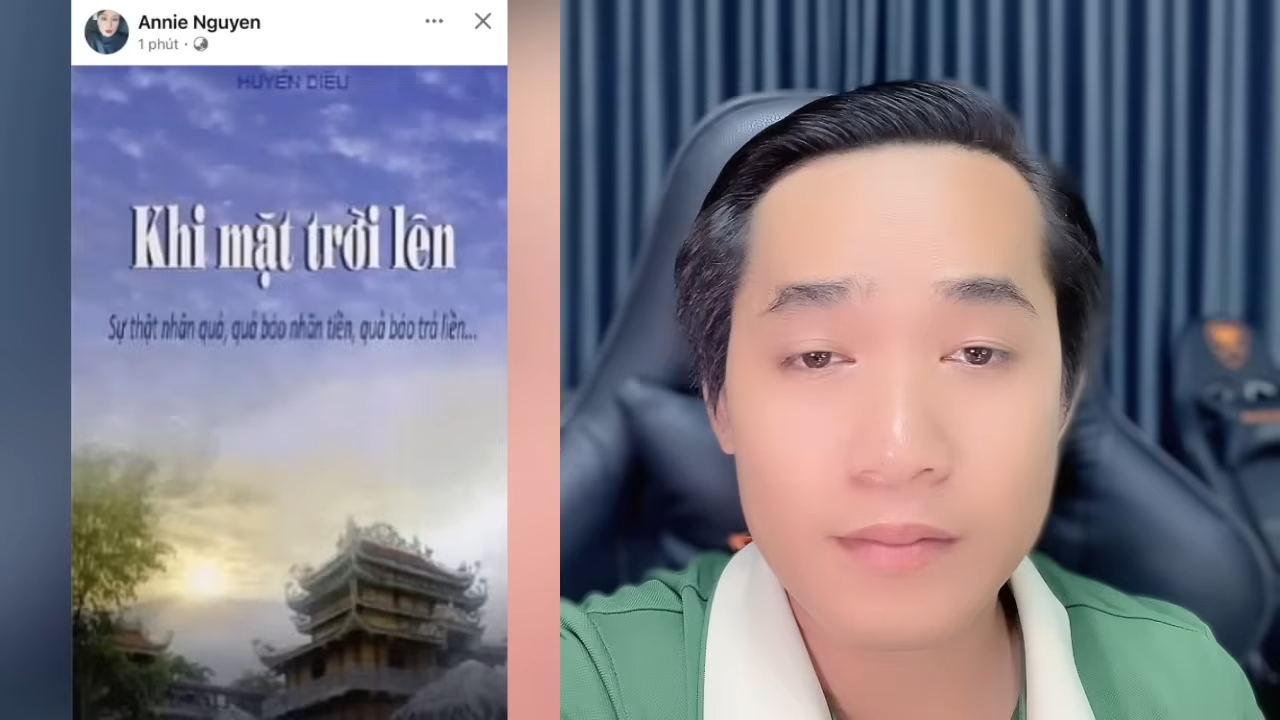 Annie Nguyen
1 phút
HUYỀN DIỆU
Khi mặt trời lên
Sự thật nhân quả, quả báo nhãn tiền, quả báo trả liền...